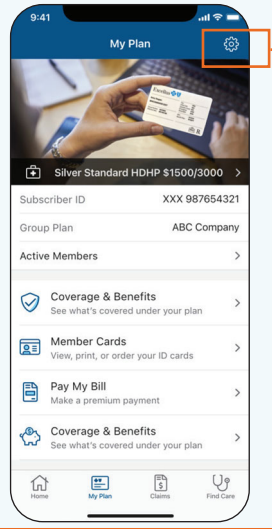 9:41
My Plan
Excellus
Silver Standard HDHP $1500/3000
Subscriber ID XXX 987654321
Group Plan ABC Company
Active Members
Coverage & Benefits
See what's covered under your plan
Member Cards
View, print, or order your ID cards
Pay My Bill
Make a premium payment
Coverage & Benefits
See what's covered under your plan
Home My Plan Claims Find Care